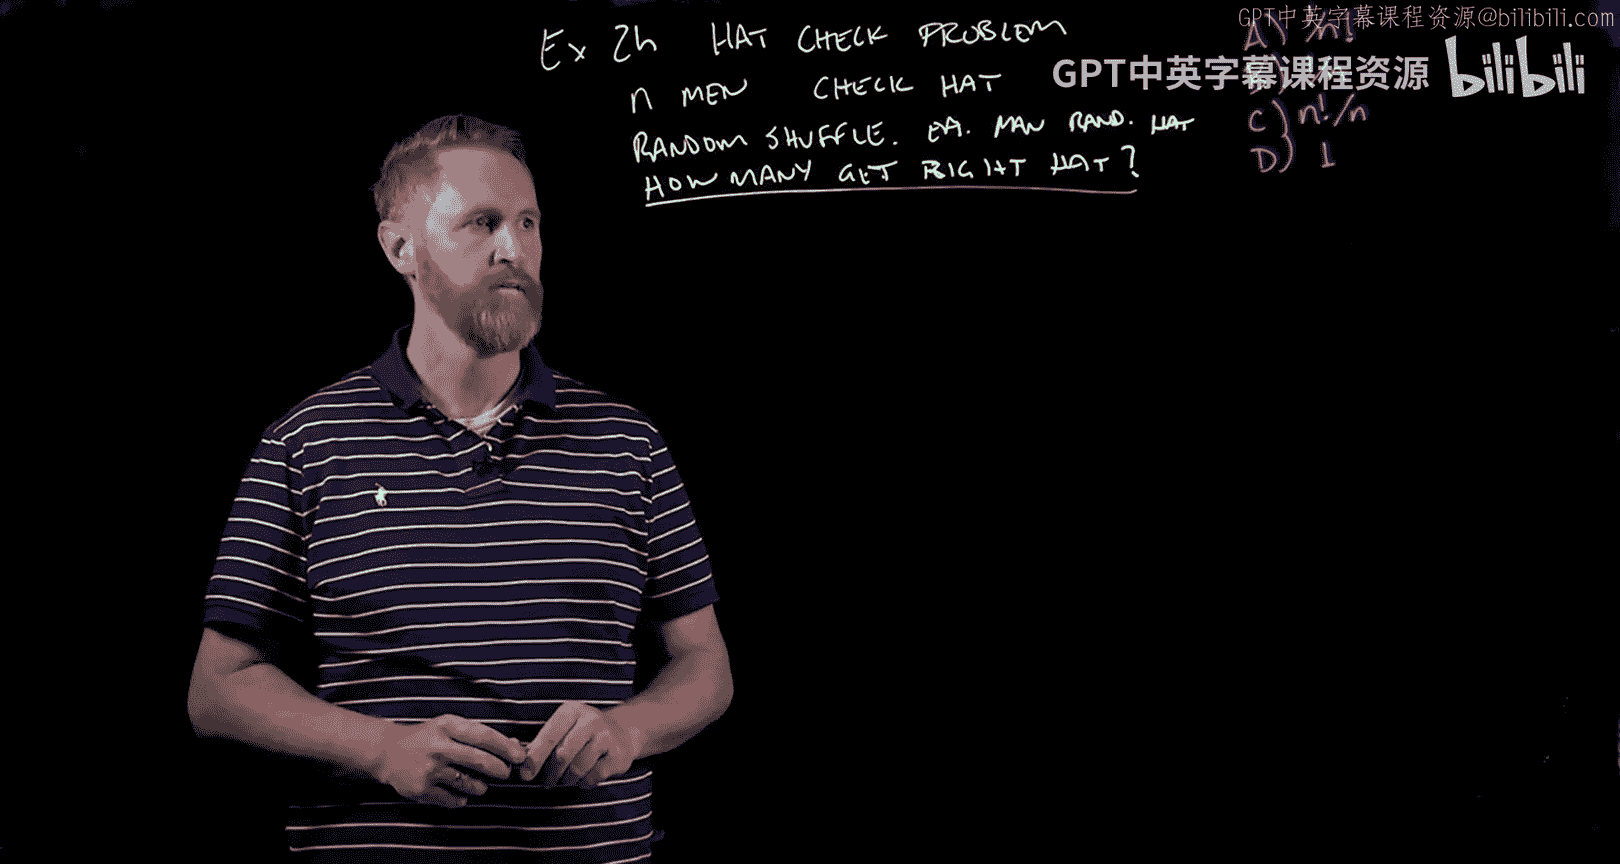 GPT中英字幕课程资源@bilibili.com
GPT中英字幕课程资源 bilibili
Ex 2h HAT CHECK PROBLEM
n MEN CHECK HAT
RANDOM SHUFFLE. EA. MAN RAND. HAT
HOW MANY GET RIGHT HAT?
A)
C) n!/n
D) 1